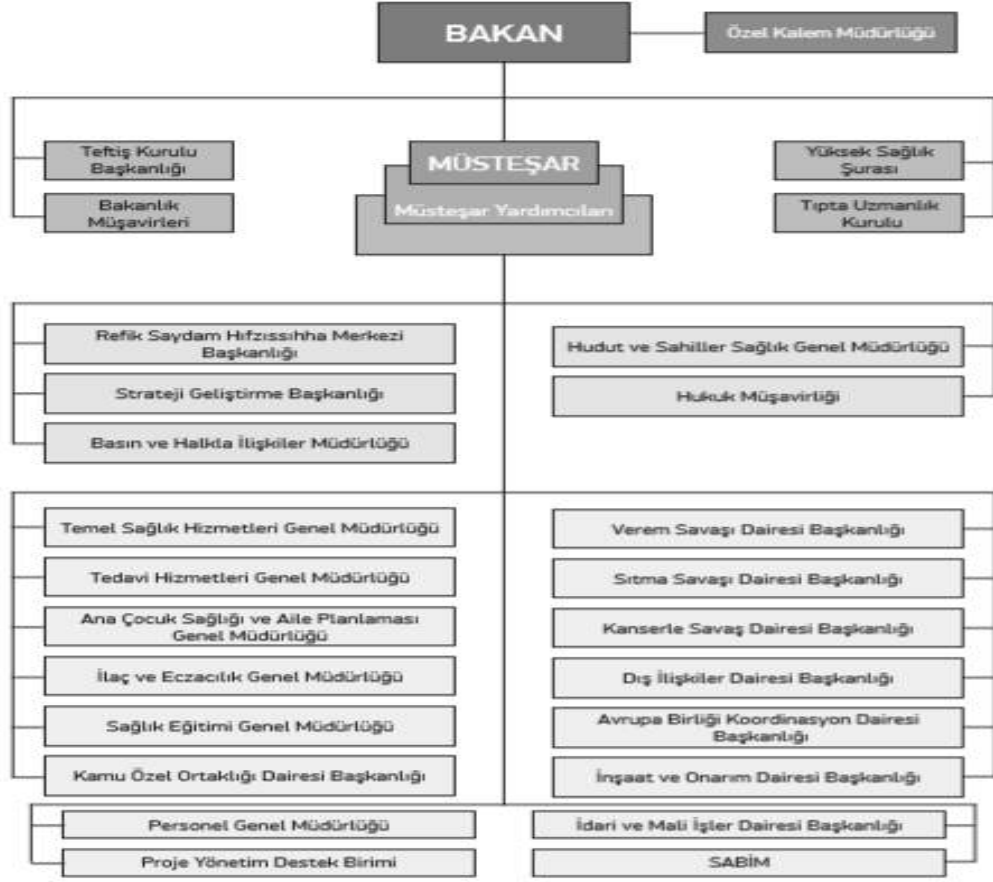 BAKAN
Özel Kalem Müdürlüğü
Teftiş Kurulu
Başkanlığı
Bakanlık
Müşavirleri
MÜSTEŞAR
Müsteşar Yardımcıları
Yüksek Sağlık
Şurası
Tıpta Uzmanlık
Kurulu
Refik Saydam Hıfzıssıhha Merkezi
Başkanlığı
Strateji Geliştirme Başkanlığı
Basın ve Halkla İlişkiler Müdürlüğü
Hudut ve Sahiller Sağlık Genel Müdürlüğü
Hukuk Müşavirliği
Temel Sağlık Hizmetleri Genel Müdürlüğü
Tedavi Hizmetleri Genel Müdürlüğü
Ana Çocuk Sağlığı ve Aile Planlaması
Genel Müdürlüğü
İlaç ve Eczacılık Genel Müdürlüğü
Sağlık Eğitimi Genel Müdürlüğü
Kamu Özel Ortaklığı Dairesi Başkanlığı
Verem Savaşı Dairesi Başkanlığı
Sıtma Savaşı Dairesi Başkanlığı
Kanserle Savaş Dairesi Başkanlığı
Dış İlişkiler Dairesi Başkanlığı
Avrupa Birliği Koordinasyon Dairesi
Başkanlığı
İnşaat ve Onarım Dairesi Başkanlığı
Personel Genel Müdürlüğü
Proje Yönetim Destek Birimi
İdari ve Mali İşler Dairesi Başkanlığı
SABİM